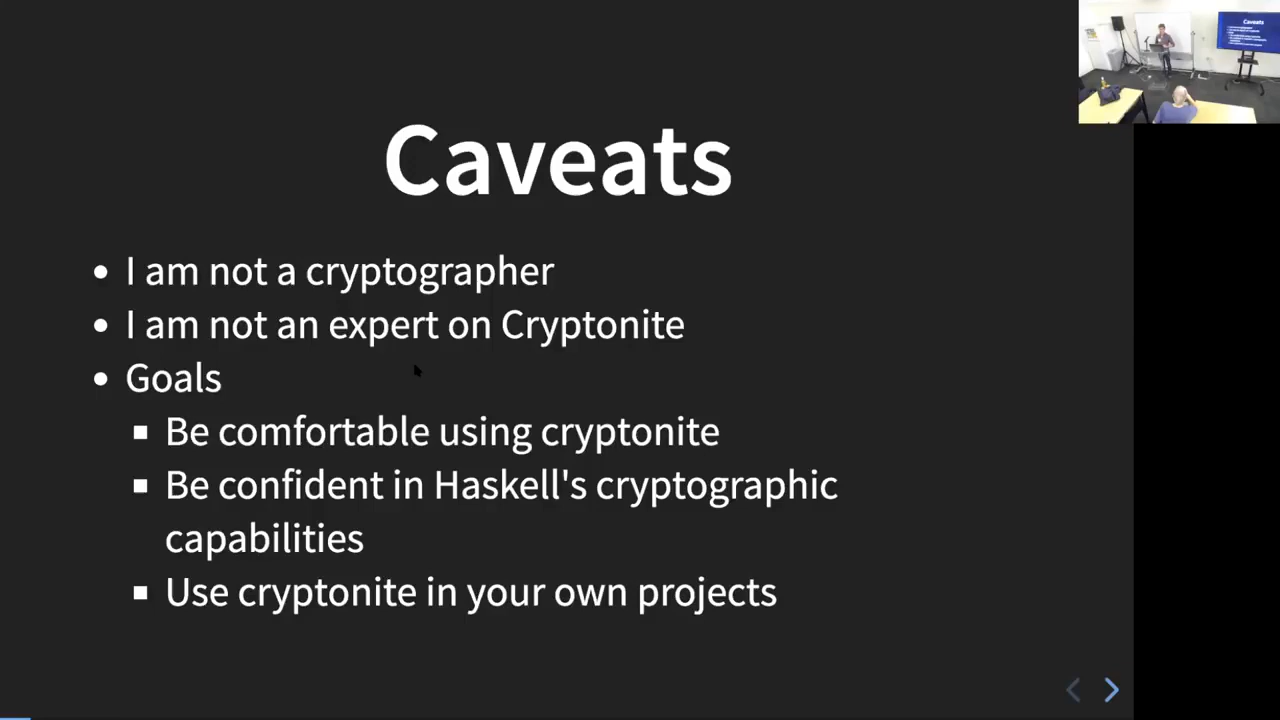 Caveats
Caveats
I am not a cryptographer
I am not an expert on Cryptonite
Goals
Be comfortable using cryptonite
Be confident in Haskell's cryptographic
capabilities
Use cryptonite in your own projects